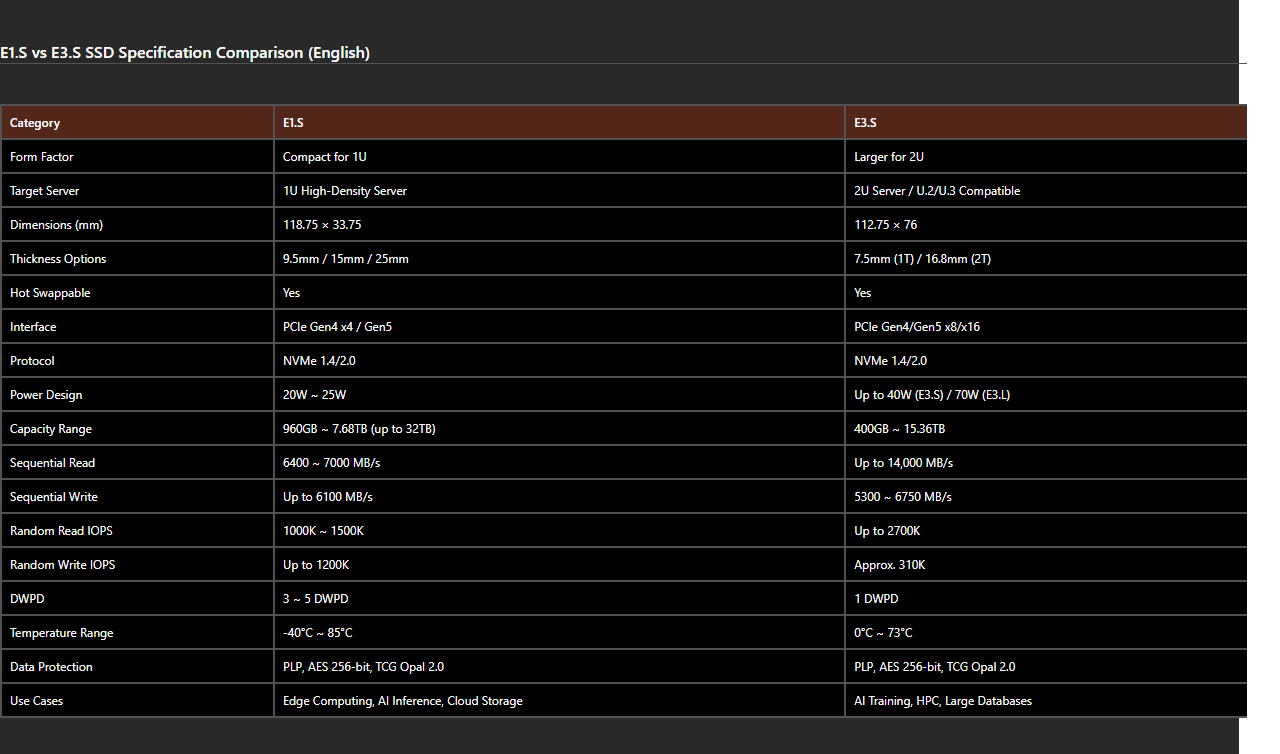 E1.S vs E3.S SSD Specification Comparison (English)
Category E1.S E3.S
Form Factor Compact for 1U Larger for 2U
Target Server 1U High-Density Server 2U Server / U.2/U.3 Compatible
Dimensions (mm) 118.75 × 33.75 112.75 × 76
Thickness Options 9.5mm / 15mm / 25mm 7.5mm (1T) / 16.8mm (2T)
Hot Swappable Yes Yes
Interface PCIe Gen4 x4 / Gen5 PCIe Gen4/Gen5 x8/x16
Protocol NVMe 1.4/2.0 NVMe 1.4/2.0
Power Design 20W ~ 25W Up to 40W (E3.S) / 70W (E3.L)
Capacity Range 960GB ~ 7.68TB (up to 32TB) 400GB ~ 15.36TB
Sequential Read 6400 ~ 7000 MB/s Up to 14,000 MB/s
Sequential Write Up to 6100 MB/s 5300 ~ 6750 MB/s
Random Read IOPS 1000K ~ 1500K Up to 2700K
Random Write IOPS Up to 1200K Approx. 310K
DWPD 3 ~ 5 DWPD 1 DWPD
Temperature Range -40°C ~ 85°C 0°C ~ 73°C
Data Protection PLP, AES 256-bit, TCG Opal 2.0 PLP, AES 256-bit, TCG Opal 2.0
Use Cases Edge Computing, AI Inference, Cloud Storage AI Training, HPC, Large Databases